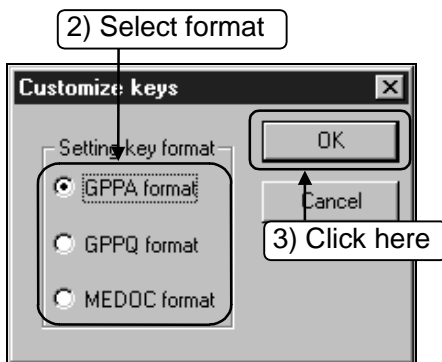 2) Select format
Customize keys
Setting key format
OK
GPPA format
Cancel
GPPQ format
3) Click here
MEDOC format